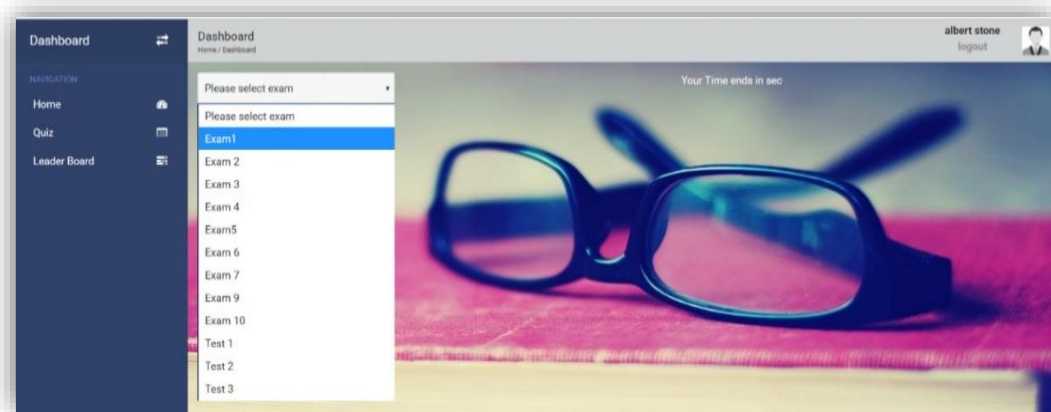 Dashboard
NAVIGATION
Home
Quiz
Leader Board
Dashboard
Home / Dashboard
albert stone
logout
Your Time ends in sec
Please select exam
Please select exam
Exam1
Exam 2
Exam 3
Exam 4
Exam5
Exam 6
Exam 7
Exam 9
Exam 10
Test 1
Test 2
Test 3